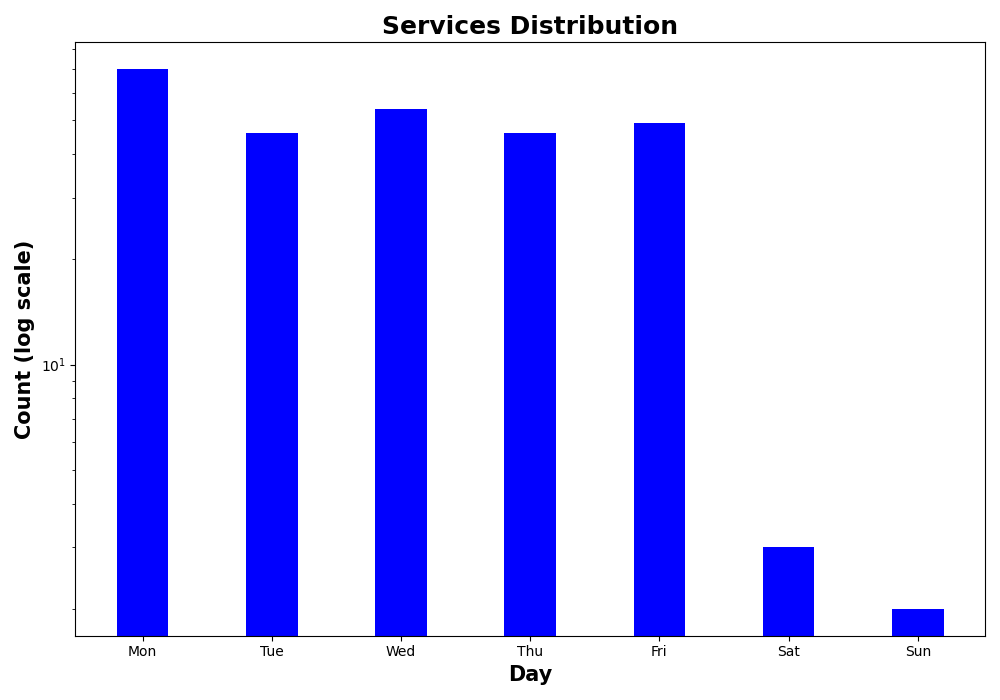 Services Distribution
Count (log scale)
10¹
Mon Tue Wed Thu Fri Sat Sun
Day